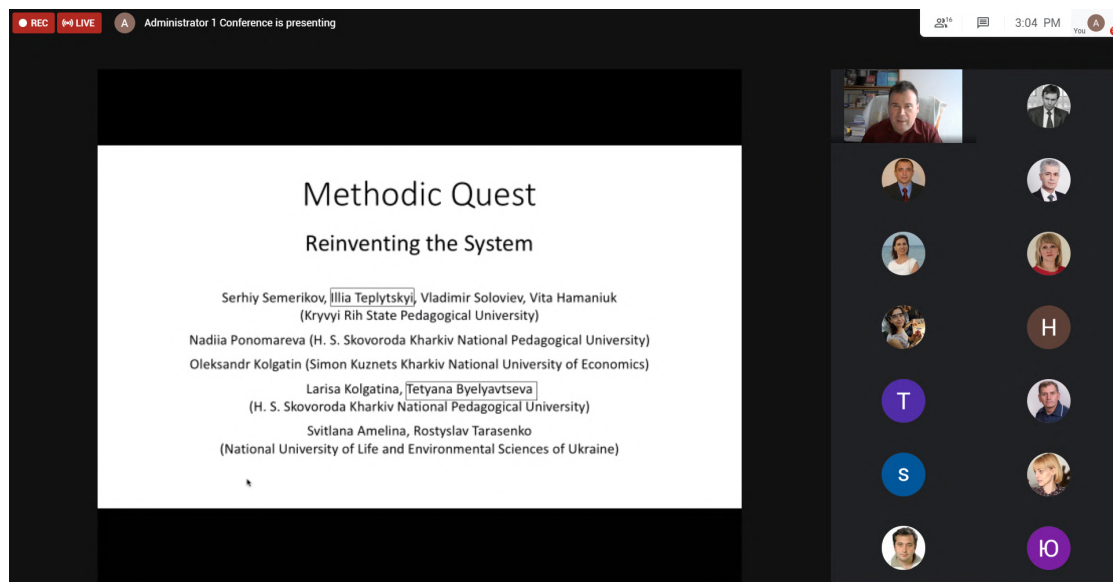 REC
LIVE
A
Administrator 1 Conference is presenting
16
3:04 PM
You
A
Methodic Quest
Reinventing the System
Serhiy Semerikov, Illia Teplytskyi, Vladimir Soloviev, Vita Hamaniuk
(Kryvyi Rih State Pedagogical University)
Nadiia Ponomareva (H. S. Skovoroda Kharkiv National Pedagogical University)
Oleksandr Kolgatin (Simon Kuznets Kharkiv National University of Economics)
Larisa Kolgatina, Tetyana Byelyavtseva
(H. S. Skovoroda Kharkiv National Pedagogical University)
Svitlana Amelina, Rostyslav Tarasenko
(National University of Life and Environmental Sciences of Ukraine)
H
T
S
Ю